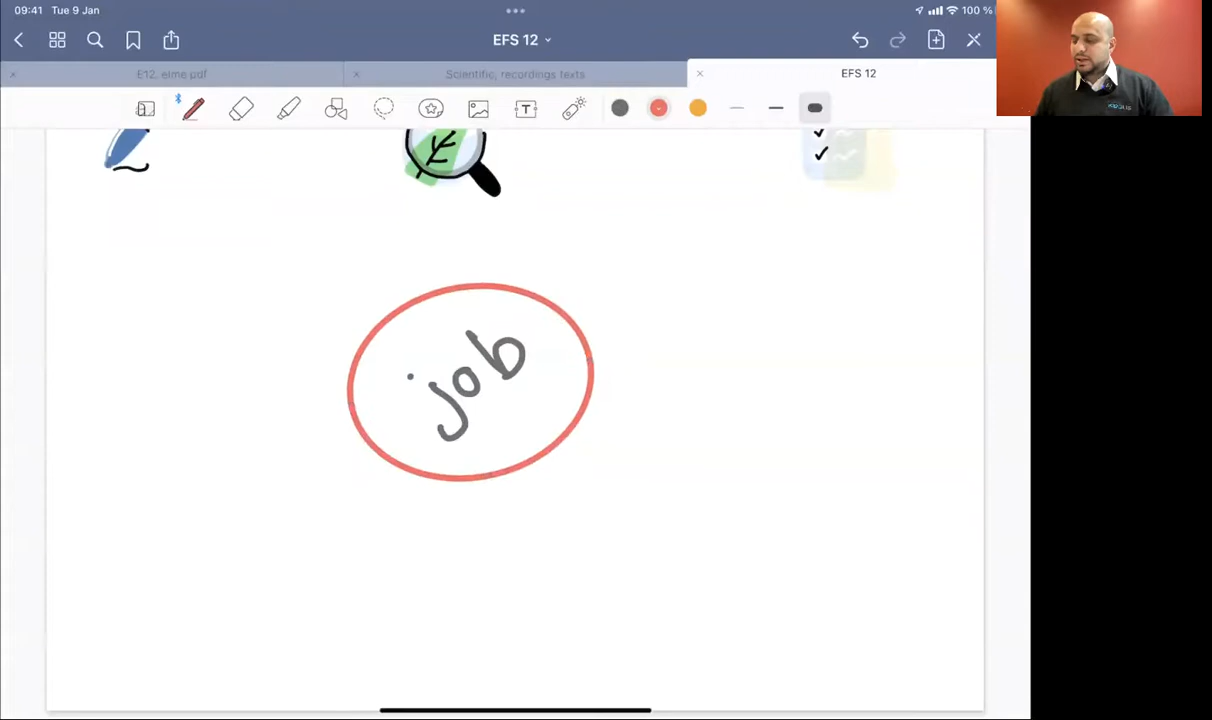 09:41 Tue 9 Jan
100 %
EFS 12
E12, eime pdf
Scientific, recordings texts
EFS 12
T
job